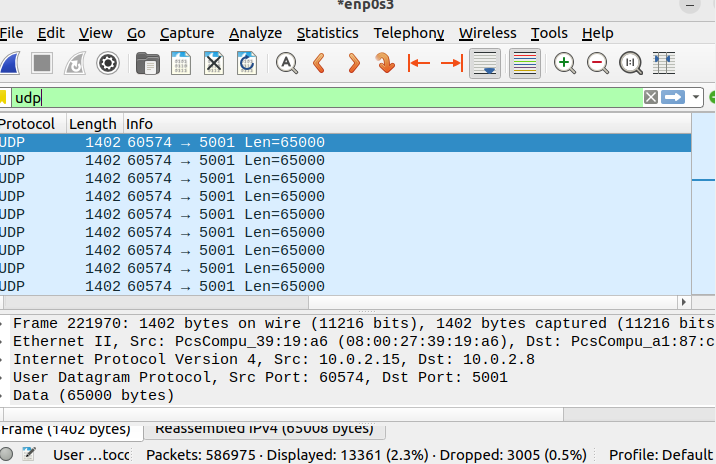 *enp0s3
File Edit View Go Capture Analyze Statistics Telephony Wireless Tools Help
udp
Protocol Length Info
UDP 1402 60574 → 5001 Len=65000
UDP 1402 60574 → 5001 Len=65000
UDP 1402 60574 → 5001 Len=65000
UDP 1402 60574 → 5001 Len=65000
UDP 1402 60574 → 5001 Len=65000
UDP 1402 60574 → 5001 Len=65000
UDP 1402 60574 → 5001 Len=65000
UDP 1402 60574 → 5001 Len=65000
UDP 1402 60574 → 5001 Len=65000
Frame 221970: 1402 bytes on wire (11216 bits), 1402 bytes captured (11216 bits
Ethernet II, Src: PcsCompu_39:19:a6 (08:00:27:39:19:a6), Dst: PcsCompu_a1:87:c
Internet Protocol Version 4, Src: 10.0.2.15, Dst: 10.0.2.8
User Datagram Protocol, Src Port: 60574, Dst Port: 5001
Data (65000 bytes)
Frame (1402 bytes) Reassembled IPv4 (65008 bytes)
User …tocc Packets: 586975 · Displayed: 13361 (2.3%) · Dropped: 3005 (0.5%) Profile: Default